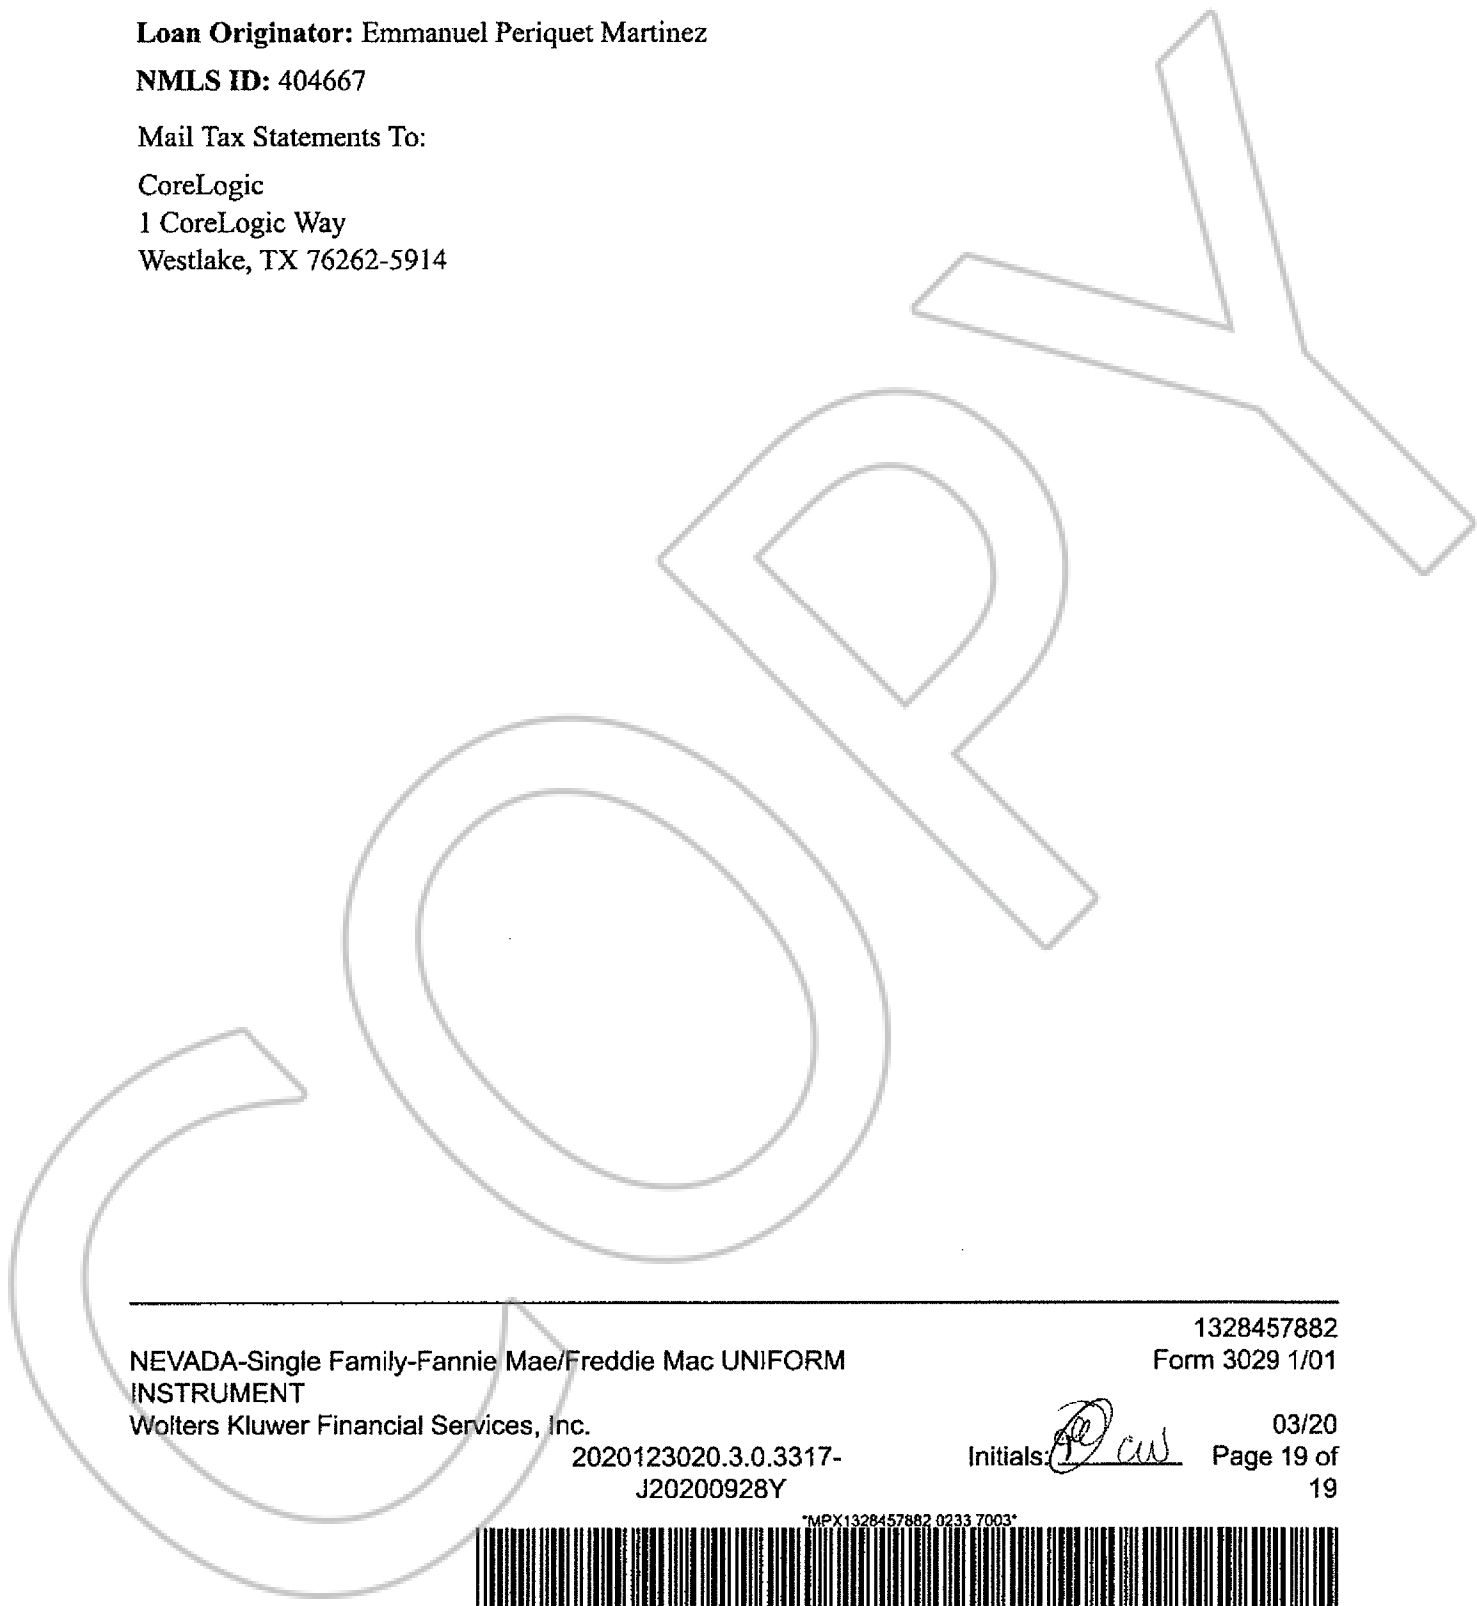 Loan Originator: Emmanuel Periquet Martinez
NMLS ID: 404667
Mail Tax Statements To:
CoreLogic
1 CoreLogic Way
Westlake, TX 76262-5914
COPY
1328457882
NEVADA-Single Family-Fannie Mae/Freddie Mac UNIFORM
Form 3029 1/01
INSTRUMENT
Wolters Kluwer Financial Services, Inc.
03/20
2020123020.3.0.3317-
Initials: CW Page 19 of
J20200928Y
19
*MPX1328457882 0233 7003*